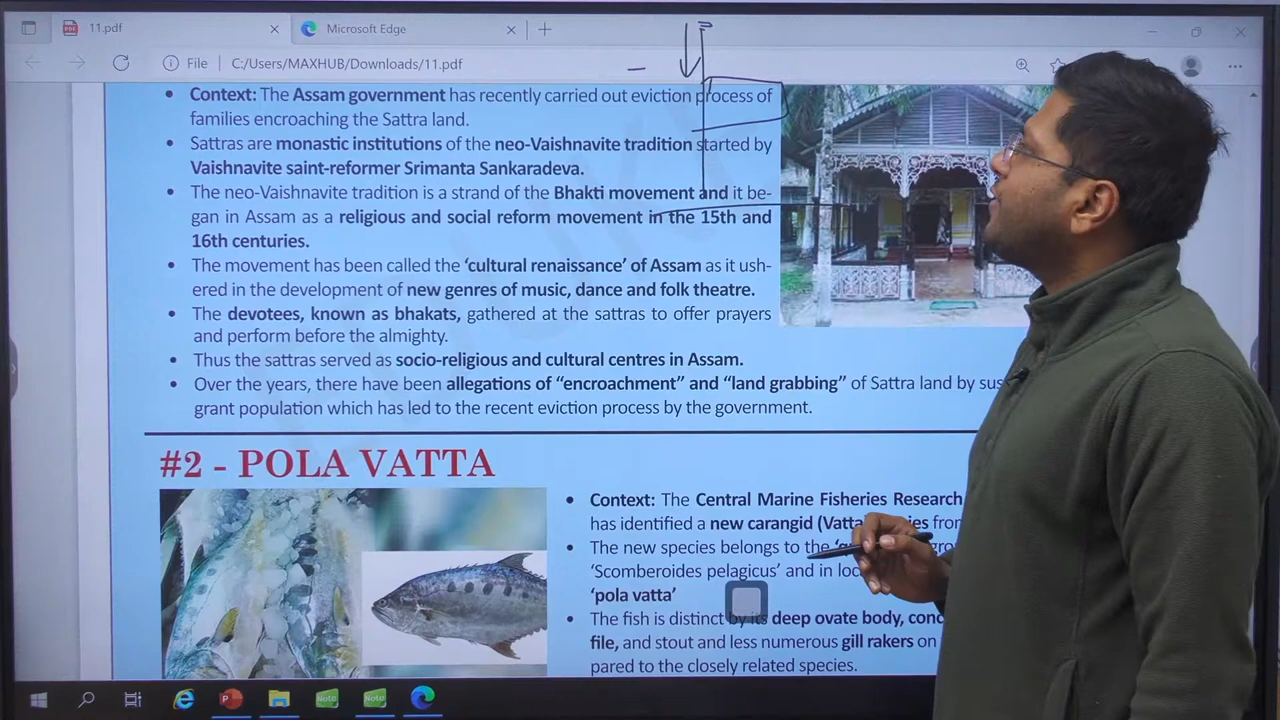 11.pdf
Microsoft Edge
File
C:/Users/MAXHUB/Downloads/11.pdf
• Context: The Assam government has recently carried out eviction process of
families encroaching the Sattra land.
• Sattras are monastic institutions of the neo-Vaishnavite tradition started by
Vaishnavite saint-reformer Srimanta Sankaradeva.
• The neo-Vaishnavite tradition is a strand of the Bhakti movement and it be-
gan in Assam as a religious and social reform movement in the 15th and
16th centuries.
• The movement has been called the ‘cultural renaissance’ of Assam as it ush-
ered in the development of new genres of music, dance and folk theatre.
• The devotees, known as bhakats, gathered at the sattras to offer prayers
and perform before the almighty.
• Thus the sattras served as socio-religious and cultural centres in Assam.
• Over the years, there have been allegations of “encroachment” and “land grabbing” of Sattra land by
grant population which has led to the recent eviction process by the government.
#2 - POLA VATTA
• Context: The Central Marine Fisheries Research
has identified a new carangid (Vatta
• The new species belongs to the
‘Scomberoides pelagicus’ and in
‘pola vatta’
• The fish is distinct by its deep ovate body,
file, and stout and less numerous gill rakers on
pared to the closely related species.
Note
Note